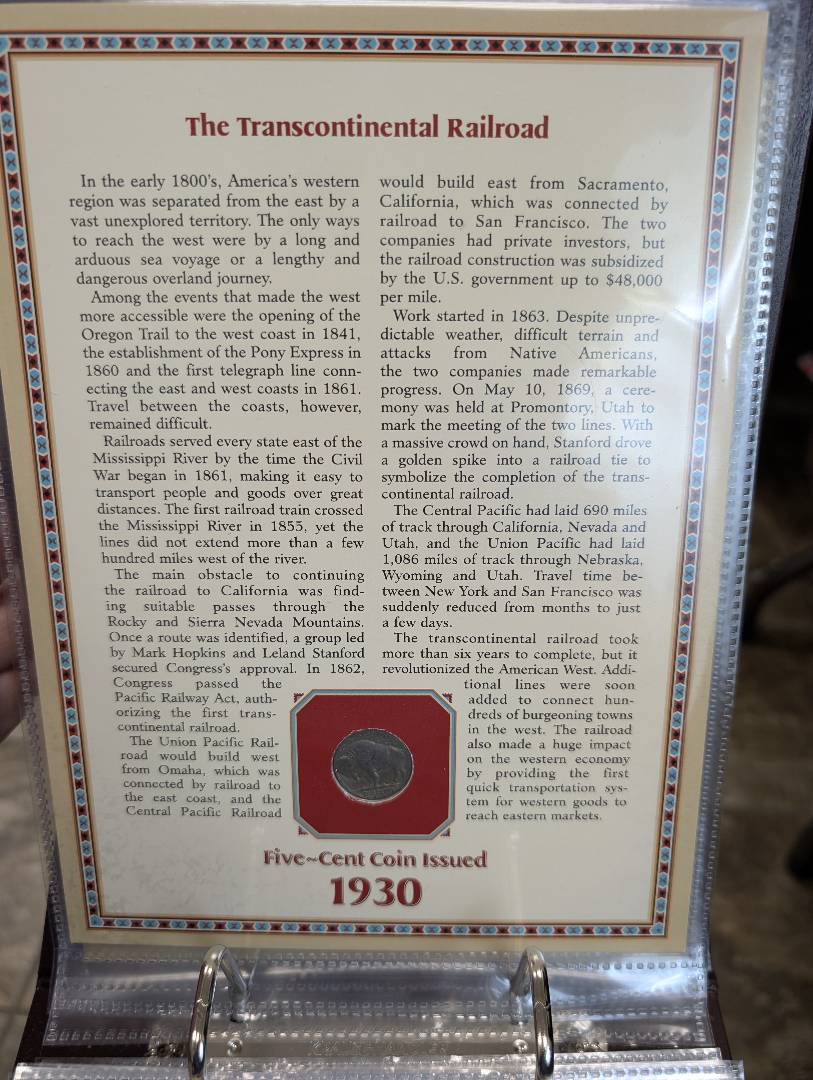 The Transcontinental Railroad
In the early 1800's, America's western
region was separated from the east by a
vast unexplored territory. The only ways
to reach the west were by a long and
arduous sea voyage or a lengthy and
dangerous overland journey.
Among the events that made the west
more accessible were the opening of the
Oregon Trail to the west coast in 1841,
the establishment of the Pony Express in
1860 and the first telegraph line conn-
ecting the east and west coasts in 1861.
Travel between the coasts, however,
remained difficult.
Railroads served every state east of the
Mississippi River by the time the Civil
War began in 1861, making it easy to
transport people and goods over great
distances. The first railroad train crossed
the Mississippi River in 1855, yet the
lines did not extend more than a few
hundred miles west of the river.
The main obstacle to continuing
the railroad to California was find-
ing suitable passes through the
Rocky and Sierra Nevada Mountains.
Once a route was identified, a group led
by Mark Hopkins and Leland Stanford
secured Congress's approval. In 1862,
Congress passed the
Pacific Railway Act, auth-
orizing the first trans-
continental railroad.
The Union Pacific Rail-
road would build west
from Omaha, which was
connected by railroad to
the east coast, and the
Central Pacific Railroad
would build east from Sacramento,
California, which was connected by
railroad to San Francisco. The two
companies had private investors, but
the railroad construction was subsidized
by the U.S. government up to $48,000
per mile.
Work started in 1863. Despite unpre-
dictable weather, difficult terrain and
attacks from Native Americans,
the two companies made remarkable
progress. On May 10, 1869, a cere-
mony was held at Promontory, Utah to
mark the meeting of the two lines. With
a massive crowd on hand, Stanford drove
a golden spike into a railroad tie to
symbolize the completion of the trans-
continental railroad.
The Central Pacific had laid 690 miles
of track through California, Nevada and
Utah, and the Union Pacific had laid
1,086 miles of track through Nebraska,
Wyoming and Utah. Travel time be-
tween New York and San Francisco was
suddenly reduced from months to just
a few days.
The transcontinental railroad took
more than six years to complete, but it
revolutionized the American West. Addi-
tional lines were soon
added to connect hun-
dreds of burgeoning towns
in the west. The railroad
also made a huge impact
on the western economy
by providing the first
quick transportation sys-
tem for western goods to
reach eastern markets.
Five~Cent Coin Issued
1930